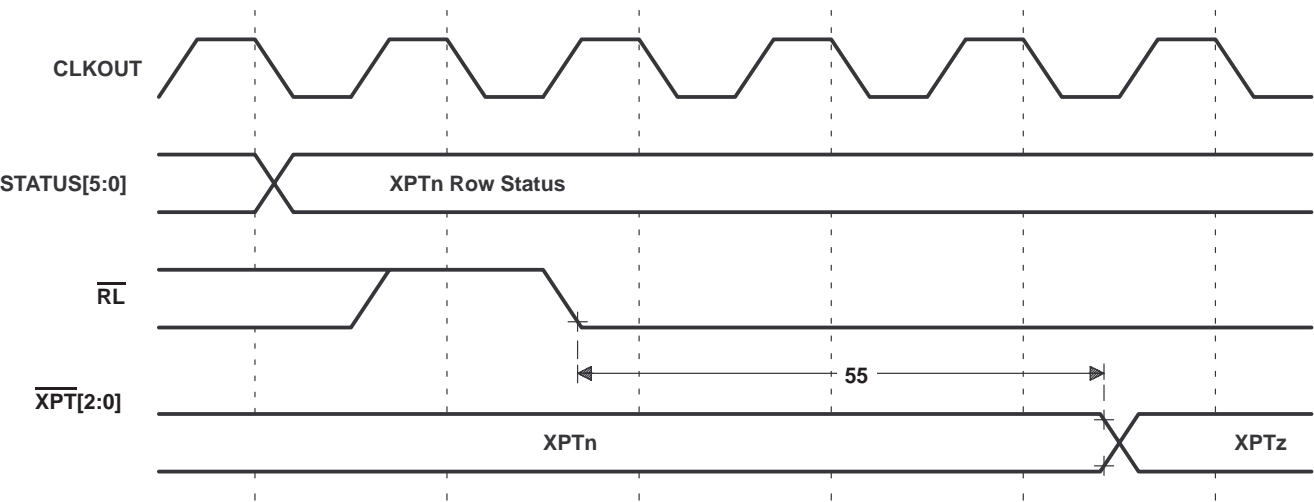 CLKOUT
STATUS[5:0]
XPTn Row Status
RL
55
XPT[2:0]
XPTn
XPTz